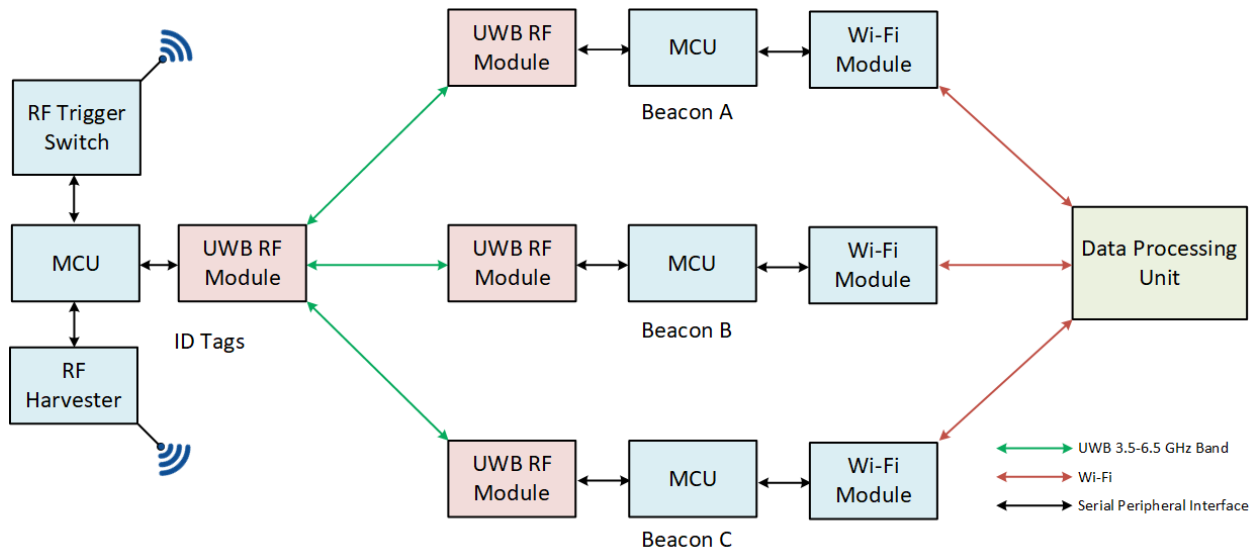 UWB RF
Module
MCU
Wi-Fi
Module
Beacon A
RF Trigger
Switch
MCU
UWB RF
Module
ID Tags
RF
Harvester
UWB RF
Module
MCU
Wi-Fi
Module
Beacon B
Data Processing
Unit
UWB RF
Module
MCU
Wi-Fi
Module
Beacon C
UWB 3.5-6.5 GHz Band
Wi-Fi
Serial Peripheral Interface